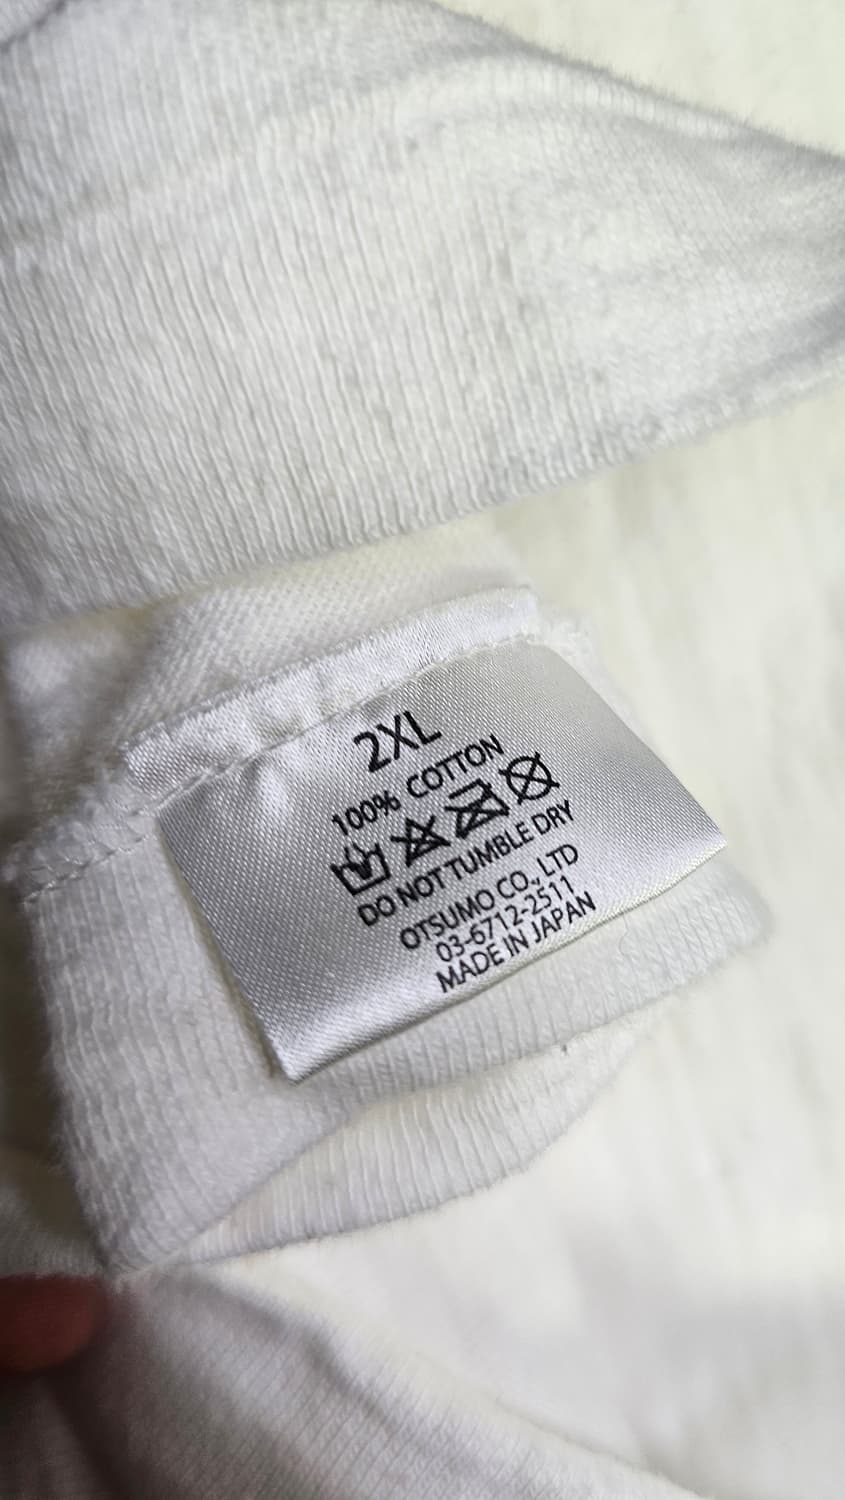 2XL
100% COTTON
DO NOT TUMBLE DRY
OTSUMO CO., LTD
03-6712-2511
MADE IN JAPAN